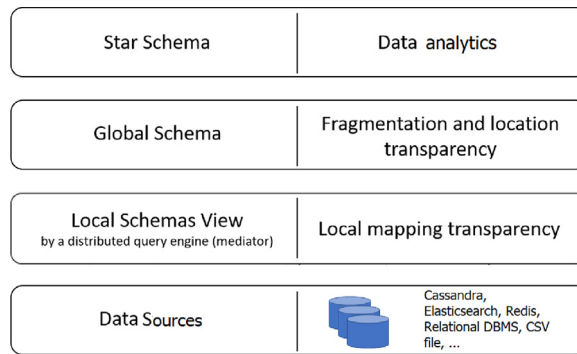 Star Schema
Data analytics
Global Schema
Fragmentation and location
transparency
Local Schemas View
by a distributed query engine (mediator)
Local mapping transparency
Data Sources
Cassandra,
Elasticsearch, Redis,
Relational DBMS, CSV
file, ...